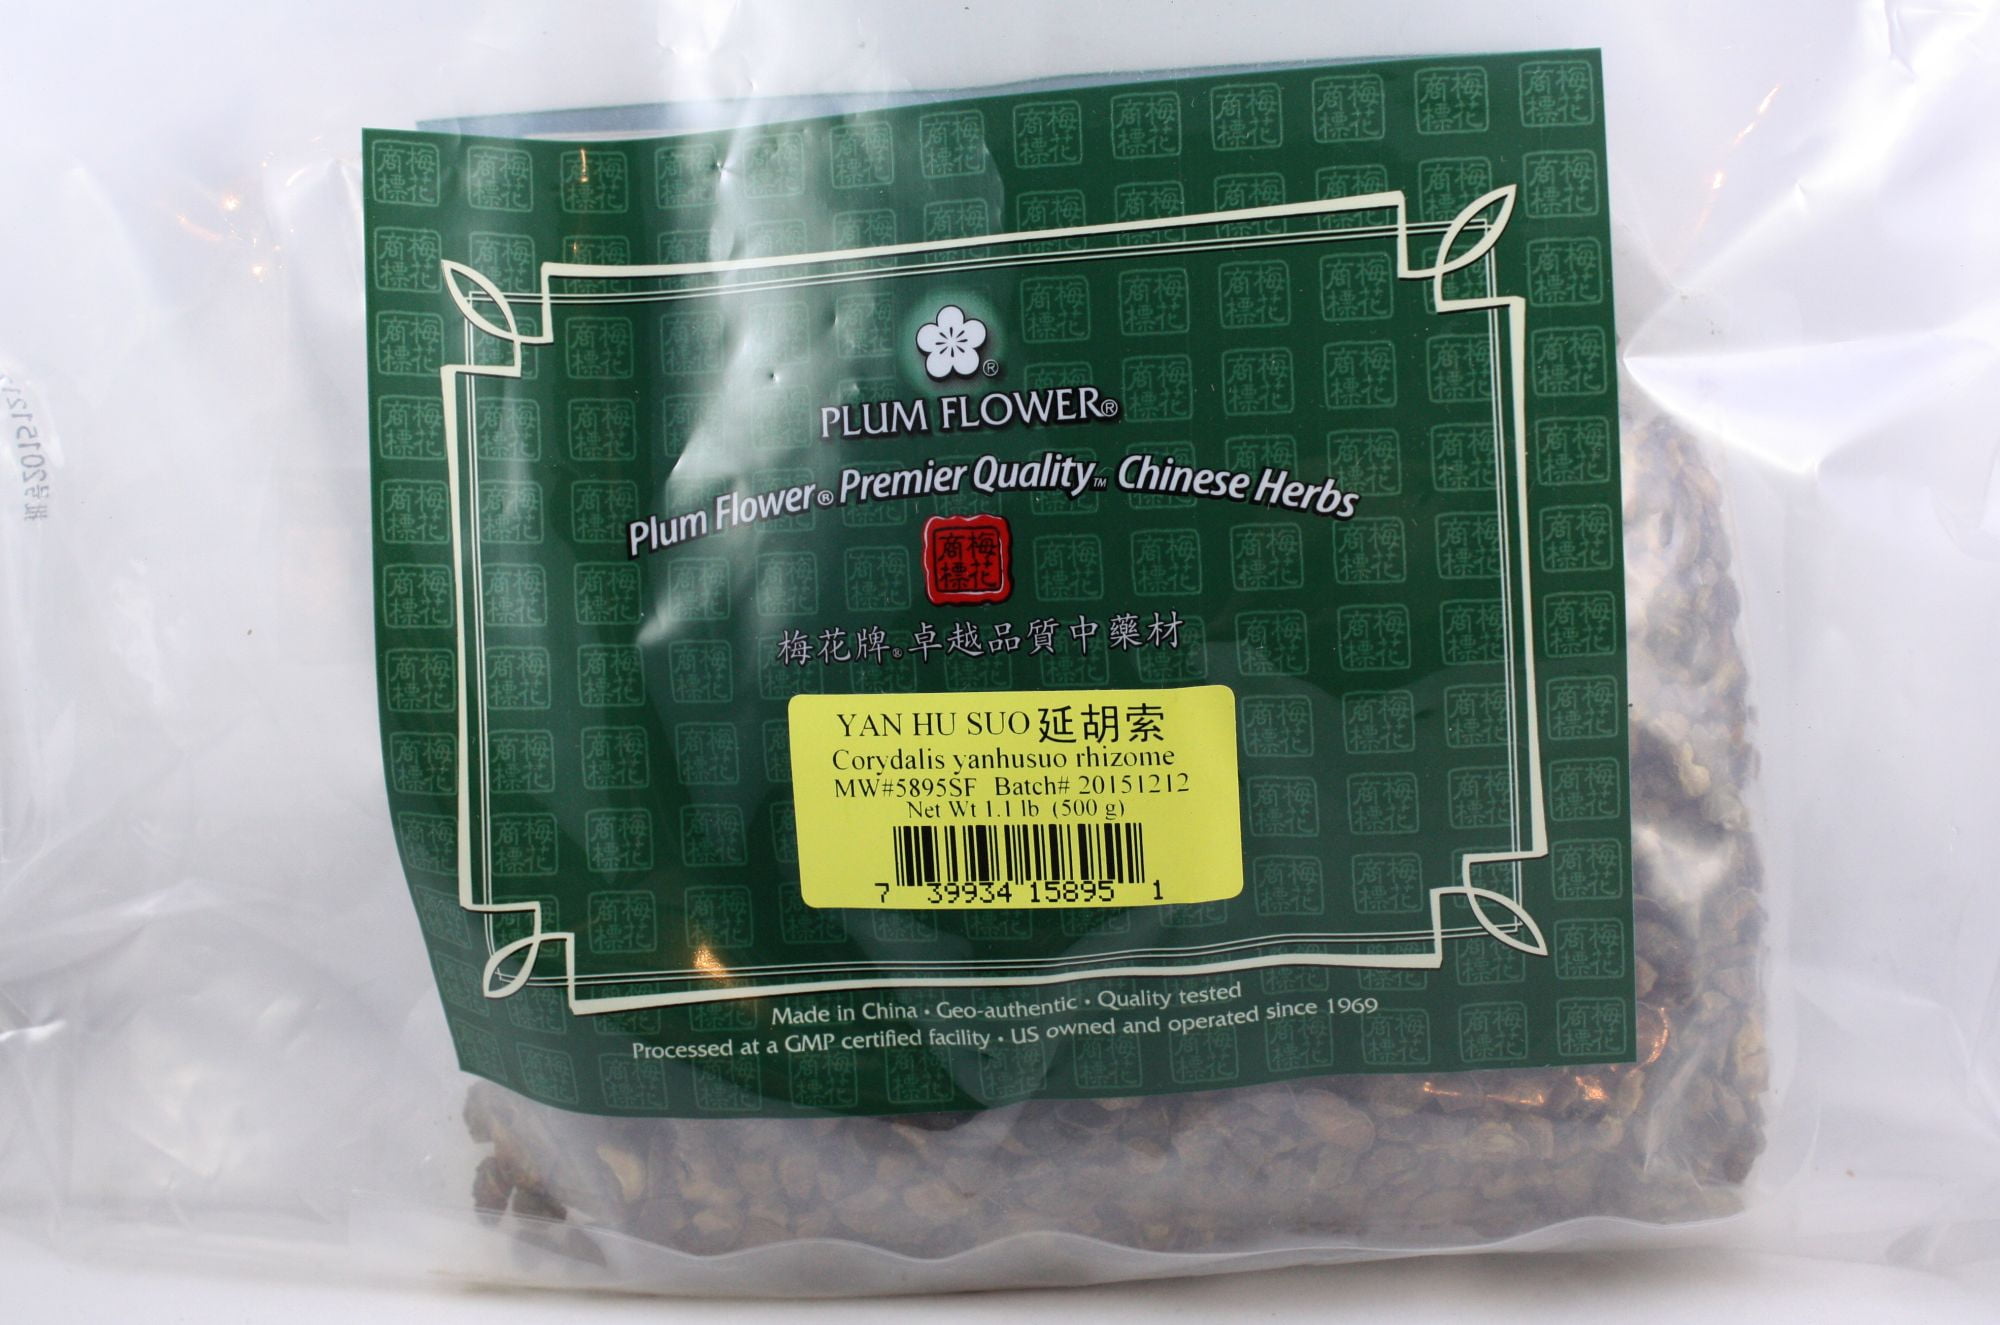 PLUM FLOWER®
Plum Flower® Premier Quality™ Chinese Herbs
梅花
商標
梅花牌®卓越品質中藥材
YAN HU SUO 延胡索
Corydalis yanhusuo rhizome
MW#5895SF Batch# 20151212
Net Wt 1.1 lb (500 g)
7 39934 15895 1
Made in China • Geo-authentic • Quality tested
Processed at a GMP certified facility • US owned and operated since 1969